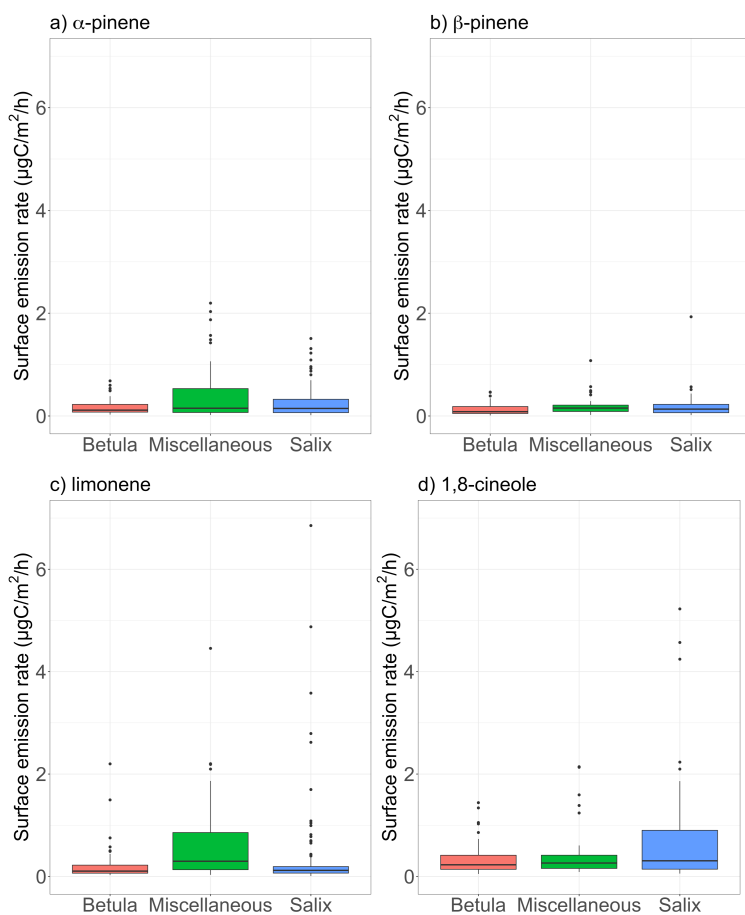 a) α-pinene
Surface emission rate (µgC/m²/h)
6
4
2
0
Betula Miscellaneous Salix
b) β-pinene
Surface emission rate (µgC/m²/h)
6
4
2
0
Betula Miscellaneous Salix
c) limonene
Surface emission rate (µgC/m²/h)
6
4
2
0
Betula Miscellaneous Salix
d) 1,8-cineole
Surface emission rate (µgC/m²/h)
6
4
2
0
Betula Miscellaneous Salix